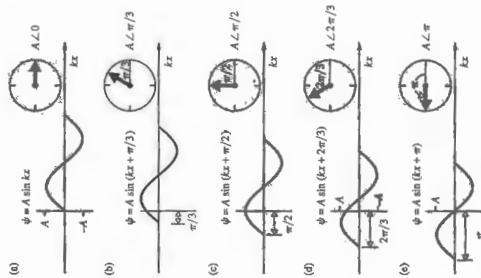 (a)
ψ = A sin kx
A∠0
A
−A
kx
(b)
ψ = A sin (kx + π/3)
A∠π/3
π/3
π/3
kx
(c)
ψ = A sin (kx + π/2)
A∠π/2
π/2
π/2
kx
(d)
ψ = A sin (kx + 2π/3)
A∠2π/3
2π/3
A
−A
2π/3
kx
(e)
ψ = A sin (kx + π)
A∠π
π
A
π
kx